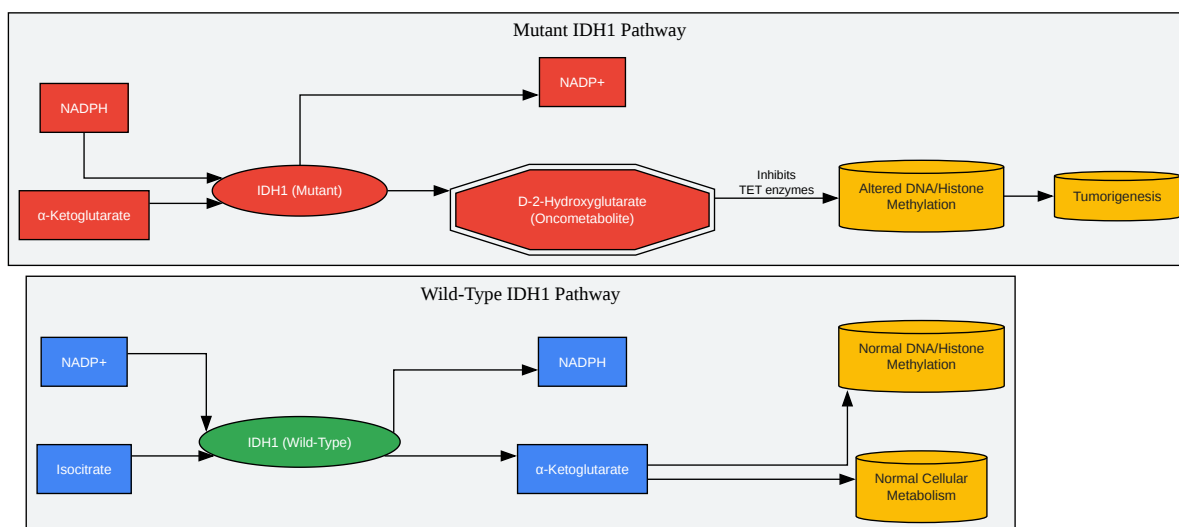 Mutant IDH1 Pathway
NADP+
NADPH
IDH1 (Mutant)
α-Ketoglutarate
D-2-Hydroxyglutarate
(Oncometabolite)
Inhibits
TET enzymes
Altered DNA/Histone
Methylation
Tumorigenesis
Wild-Type IDH1 Pathway
NADP+
NADPH
Normal DNA/Histone
Methylation
IDH1 (Wild-Type)
Isocitrate
α-Ketoglutarate
Normal Cellular
Metabolism